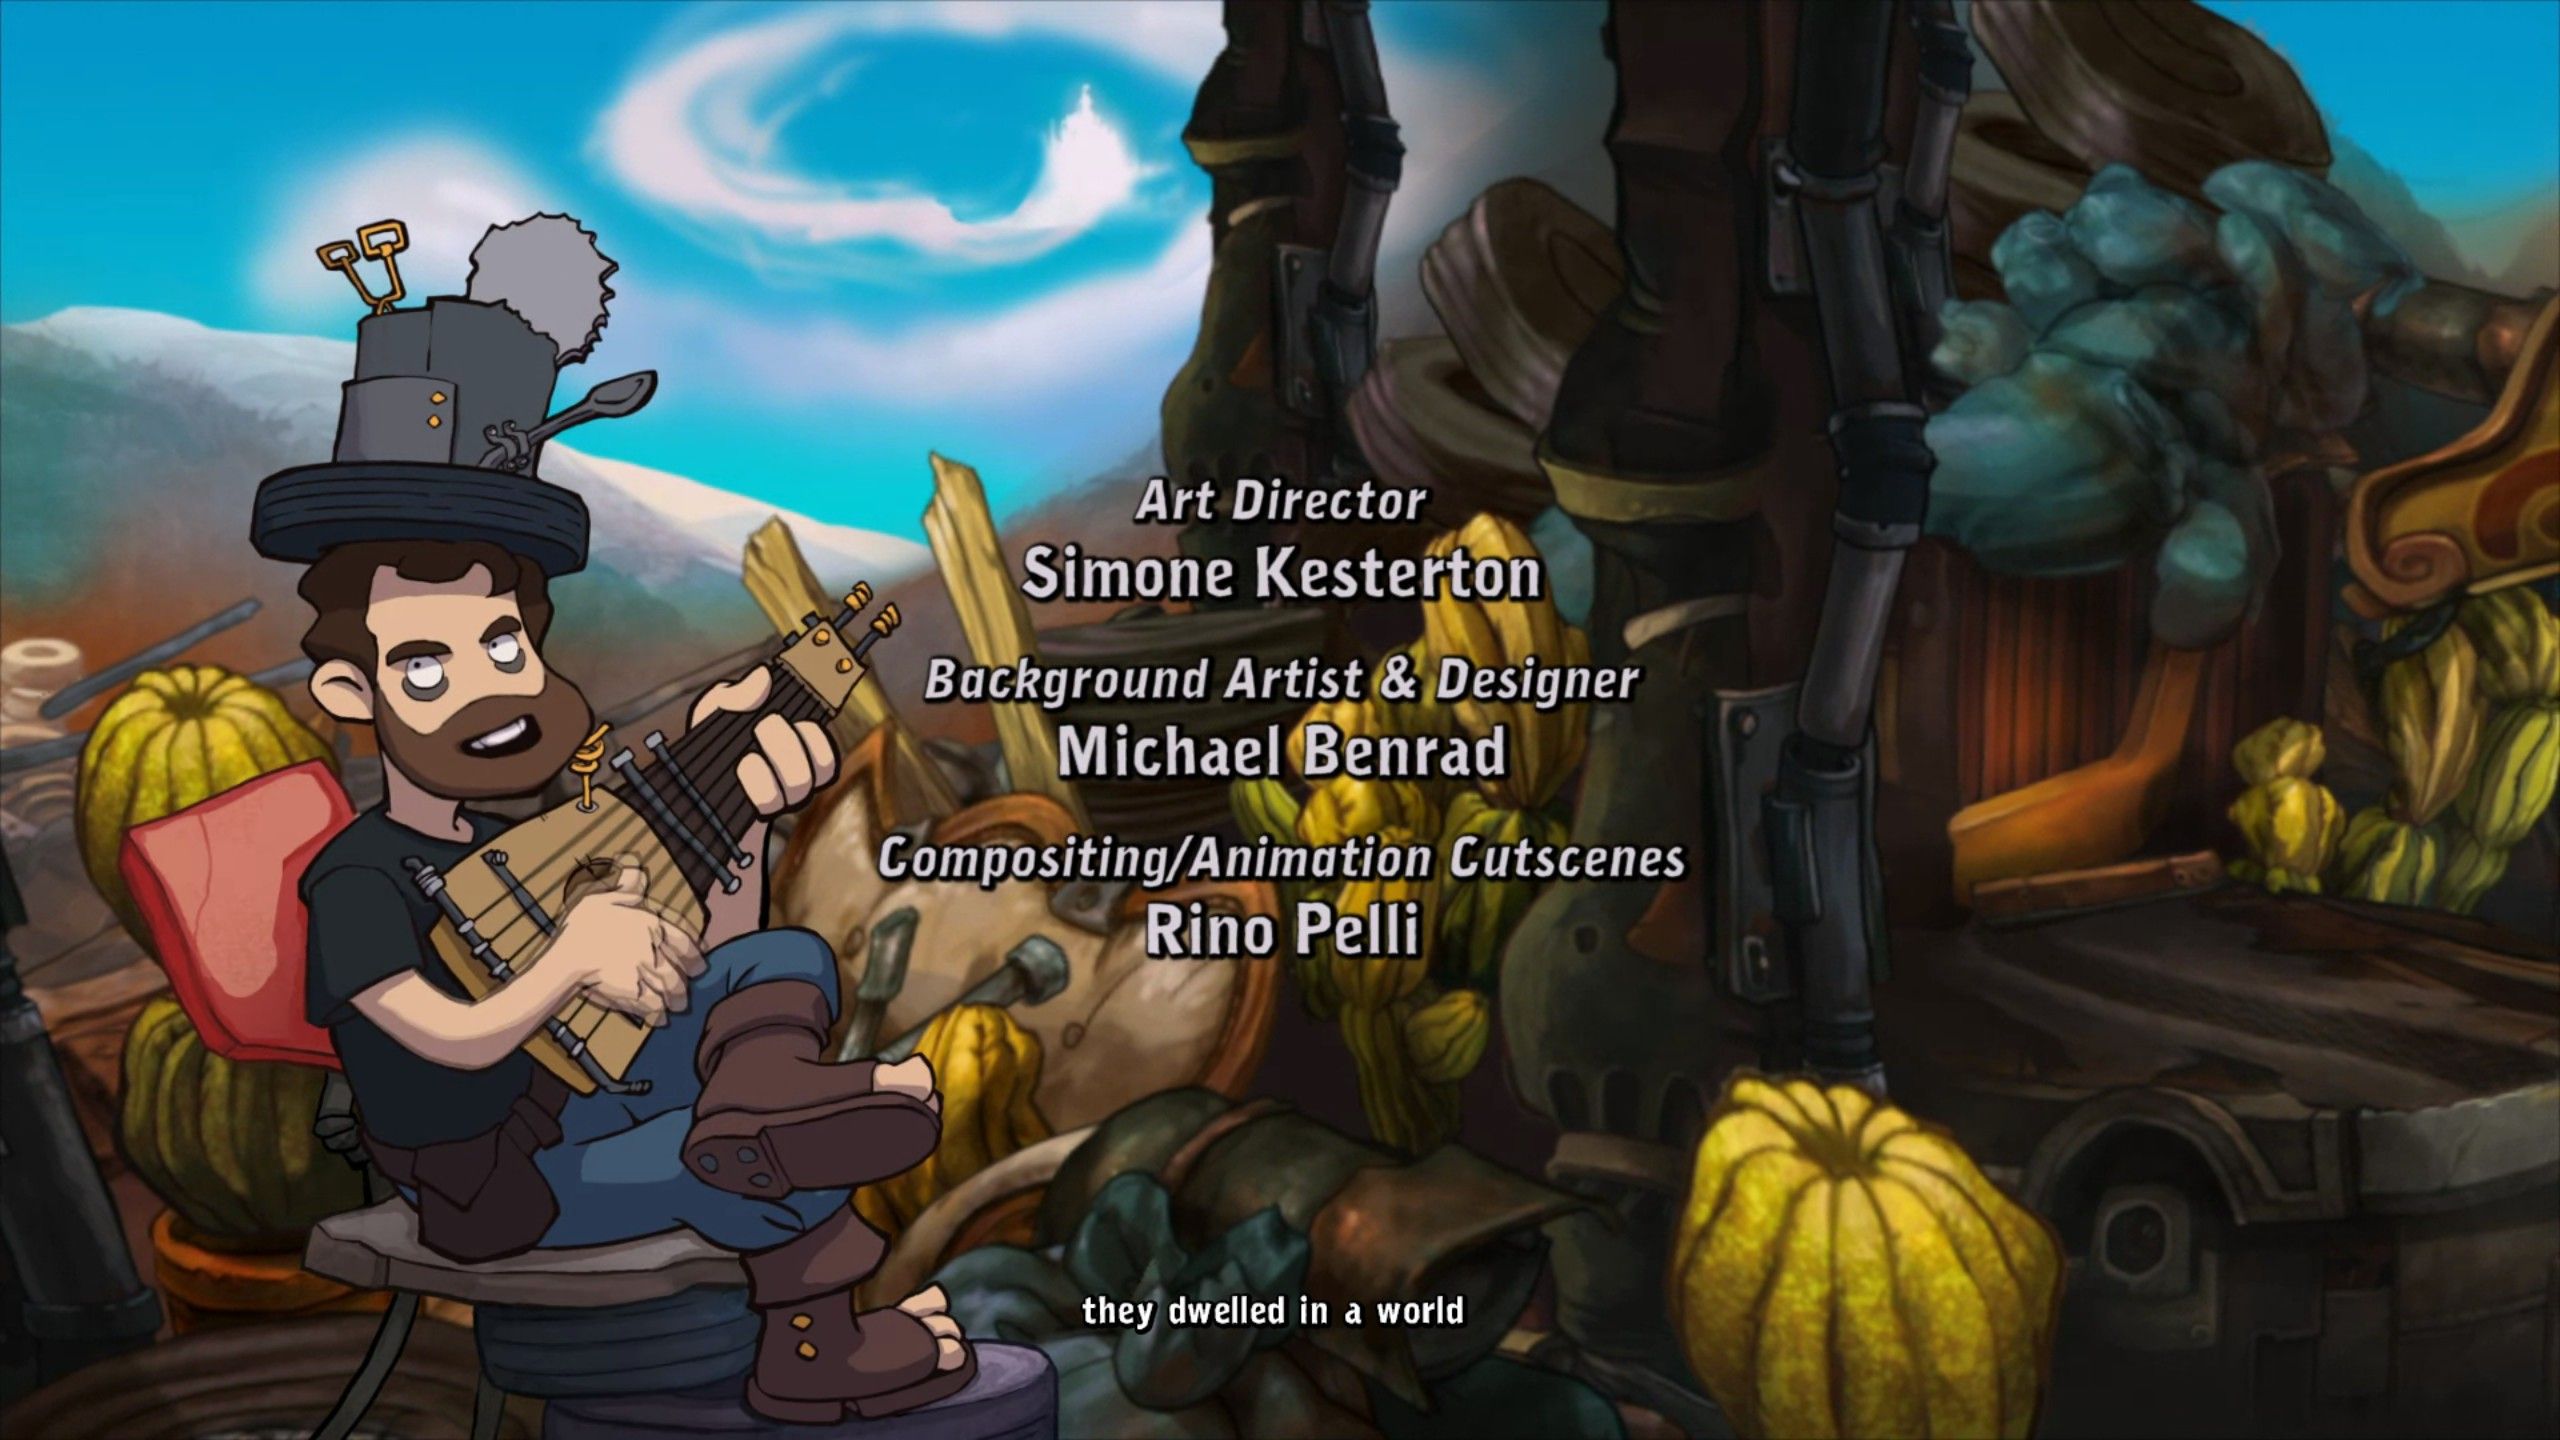 Art Director
Simone Kesterton
Background Artist & Designer
Michael Benrad
Compositing/Animation Cutscenes
Rino Pelli
they dwelled in a world